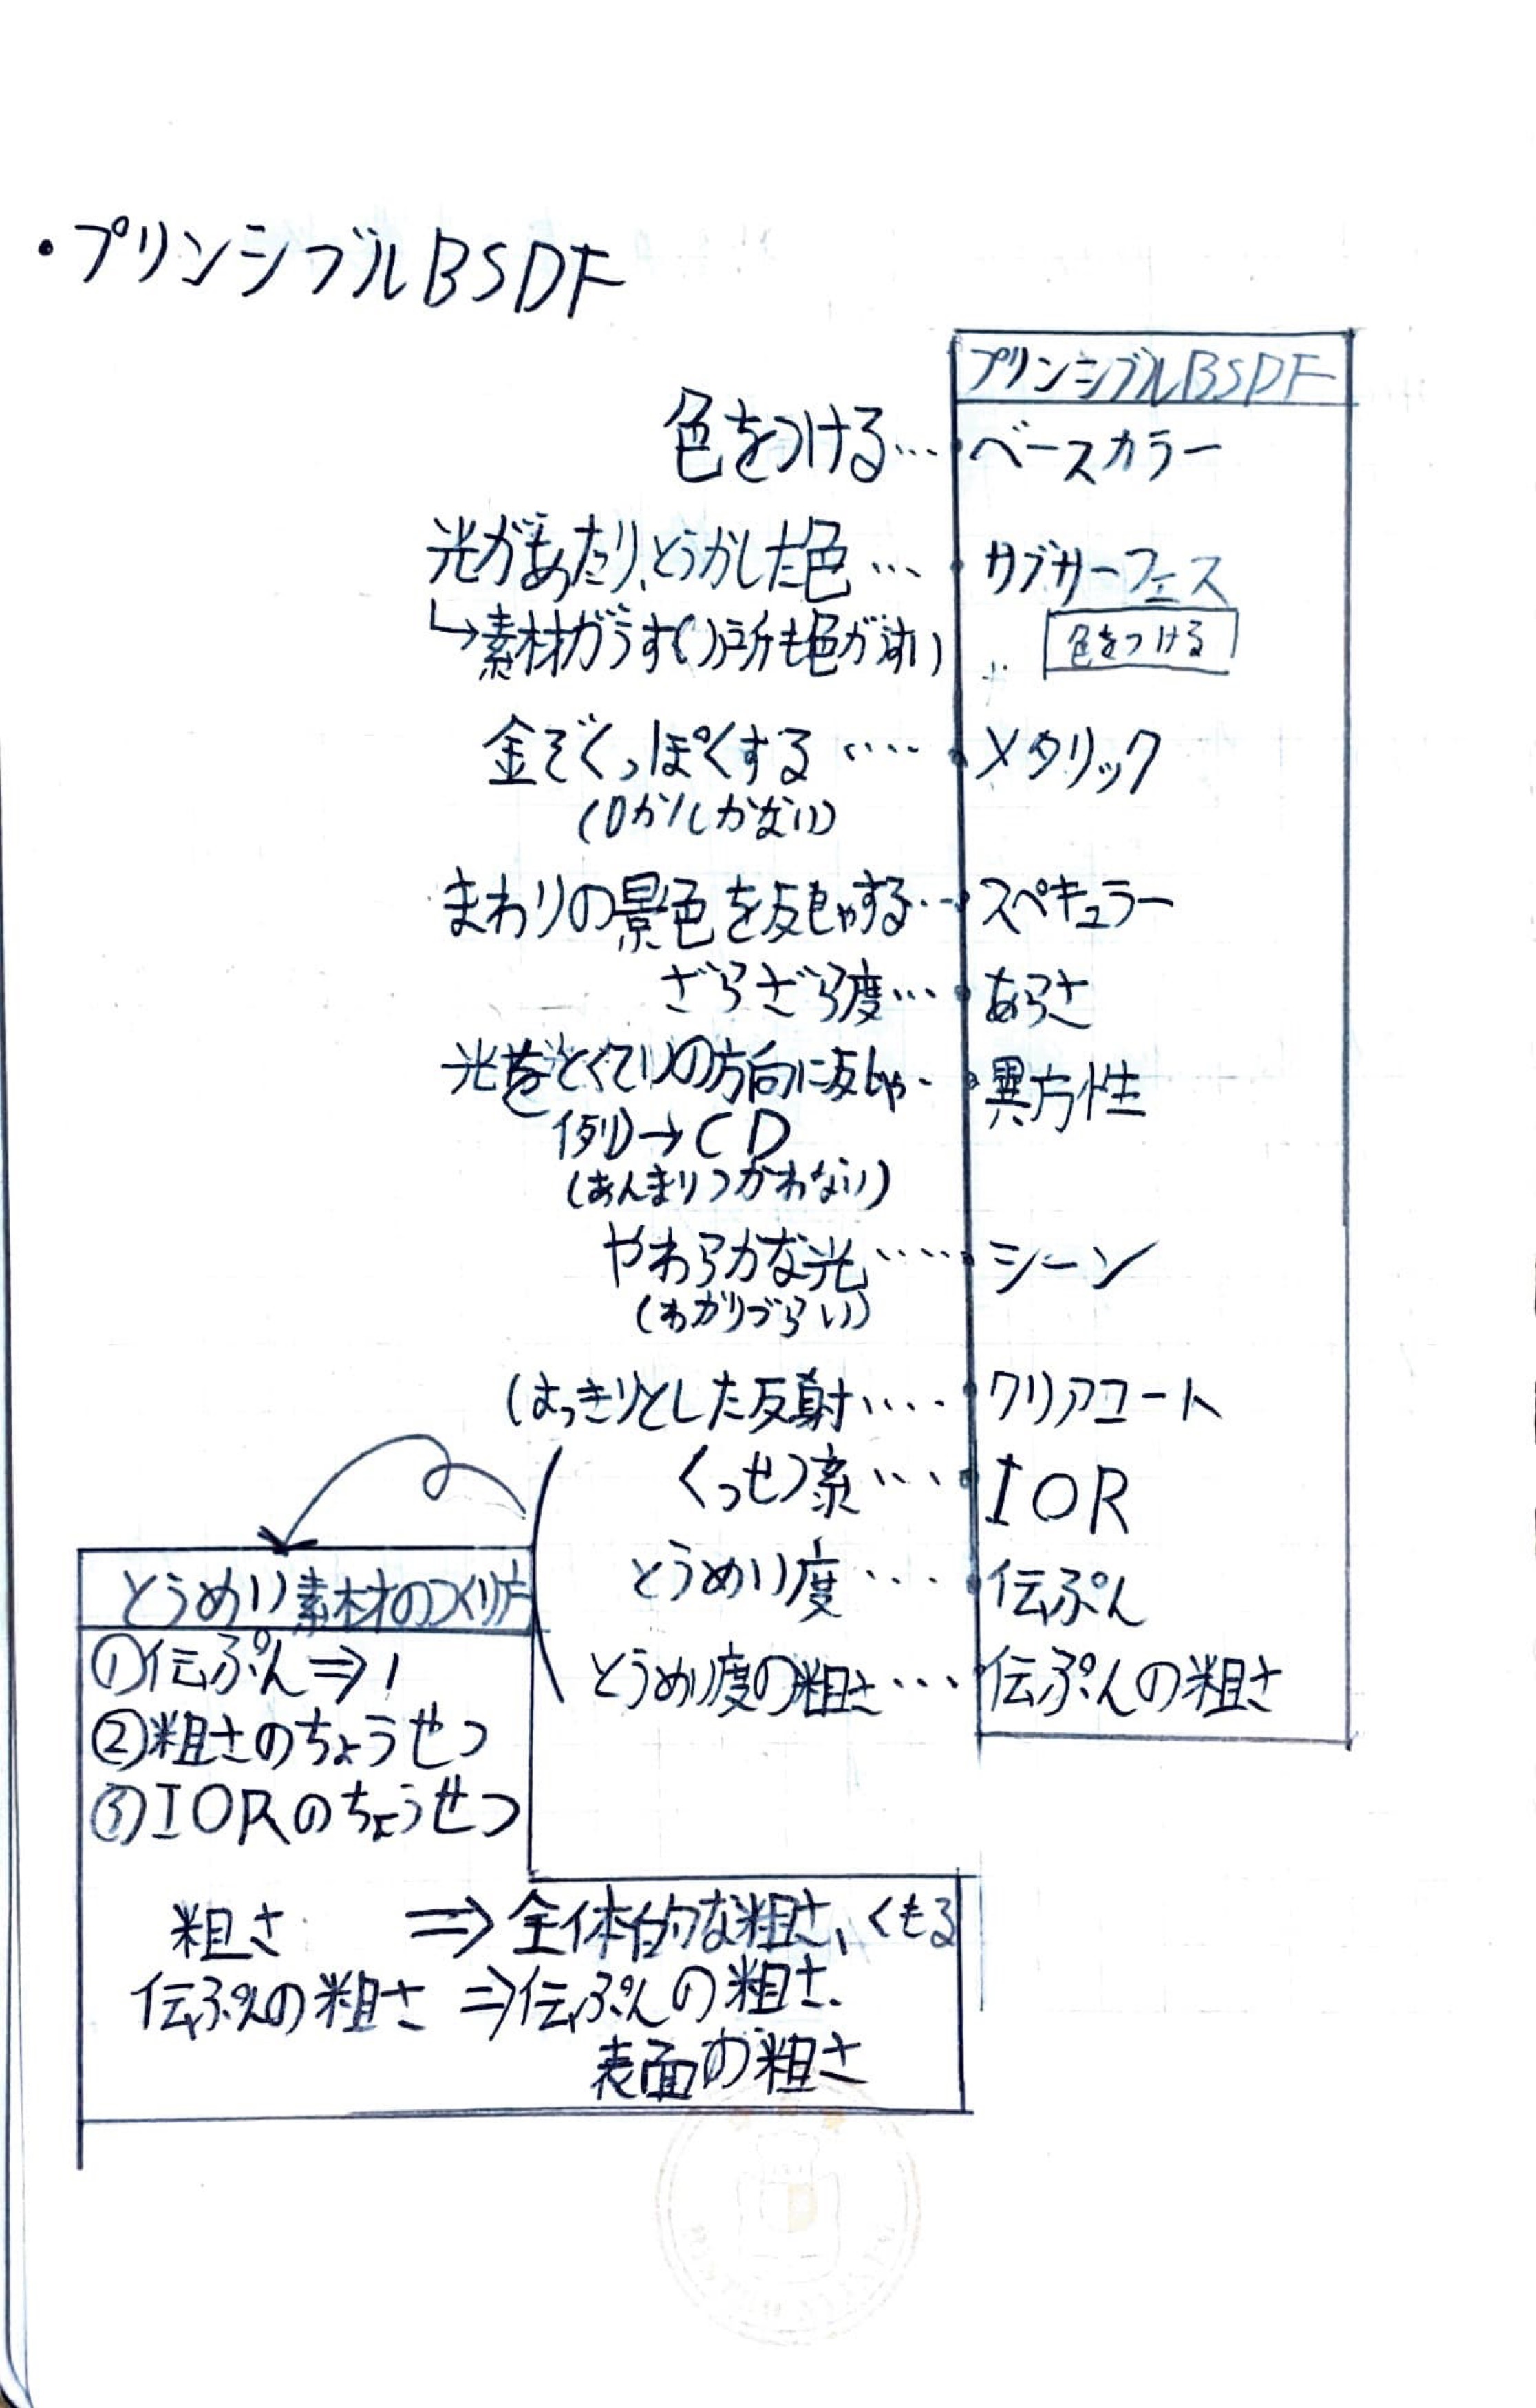 ・プリンシブルBSDF
プリンシブルBSDF
色をつける… ベースカラー
光があたり、とうかした色… サブサーフェス
↳素材がうすい所も色がうすい 色をつける
金ぞくっぽくする…… メタリック
(0か1しかない)
まわりの景色を反しゃする… スペキュラー
ざらざら度… あらさ
光をとくていの方向に反しゃ… 異方性
例)→CD
(あんまりつかわない)
やわらかな光…… シーン
(わかりづらい)
はっきりとした反射…… クリアコート
くっせつ率…… IOR
とうめい度…… 伝ぷん
とうめい度の粗さ… 伝ぷんの粗さ
とうめい素材のつくり方
①伝ぷん⇒1
②粗さのちょうせつ
③IORのちょうせつ
粗さ ⇒全体的な粗さ、くもる
伝ぷんの粗さ ⇒伝ぷんの粗さ、
表面の粗さ